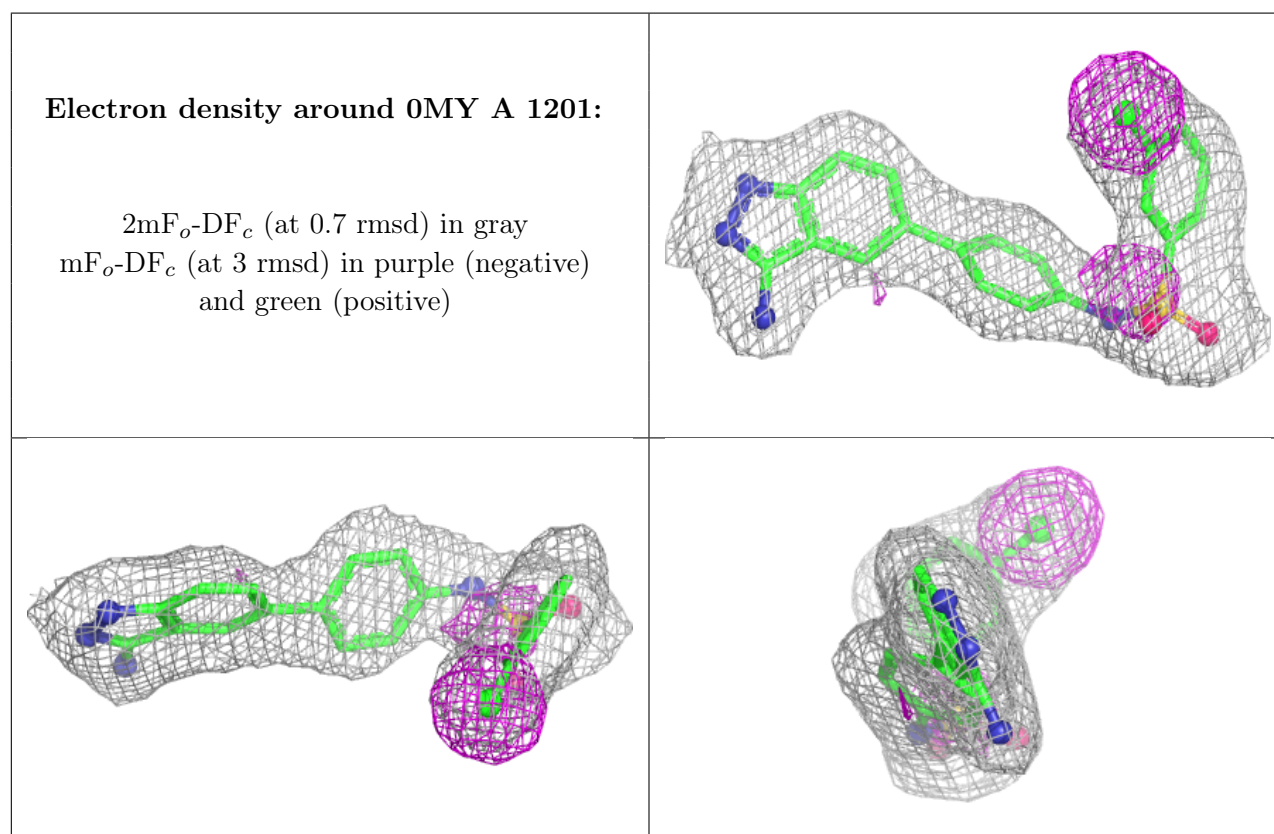 Electron density around 0MY A 1201:
2mFo-DFc (at 0.7 rmsd) in gray
mFo-DFc (at 3 rmsd) in purple (negative)
and green (positive)